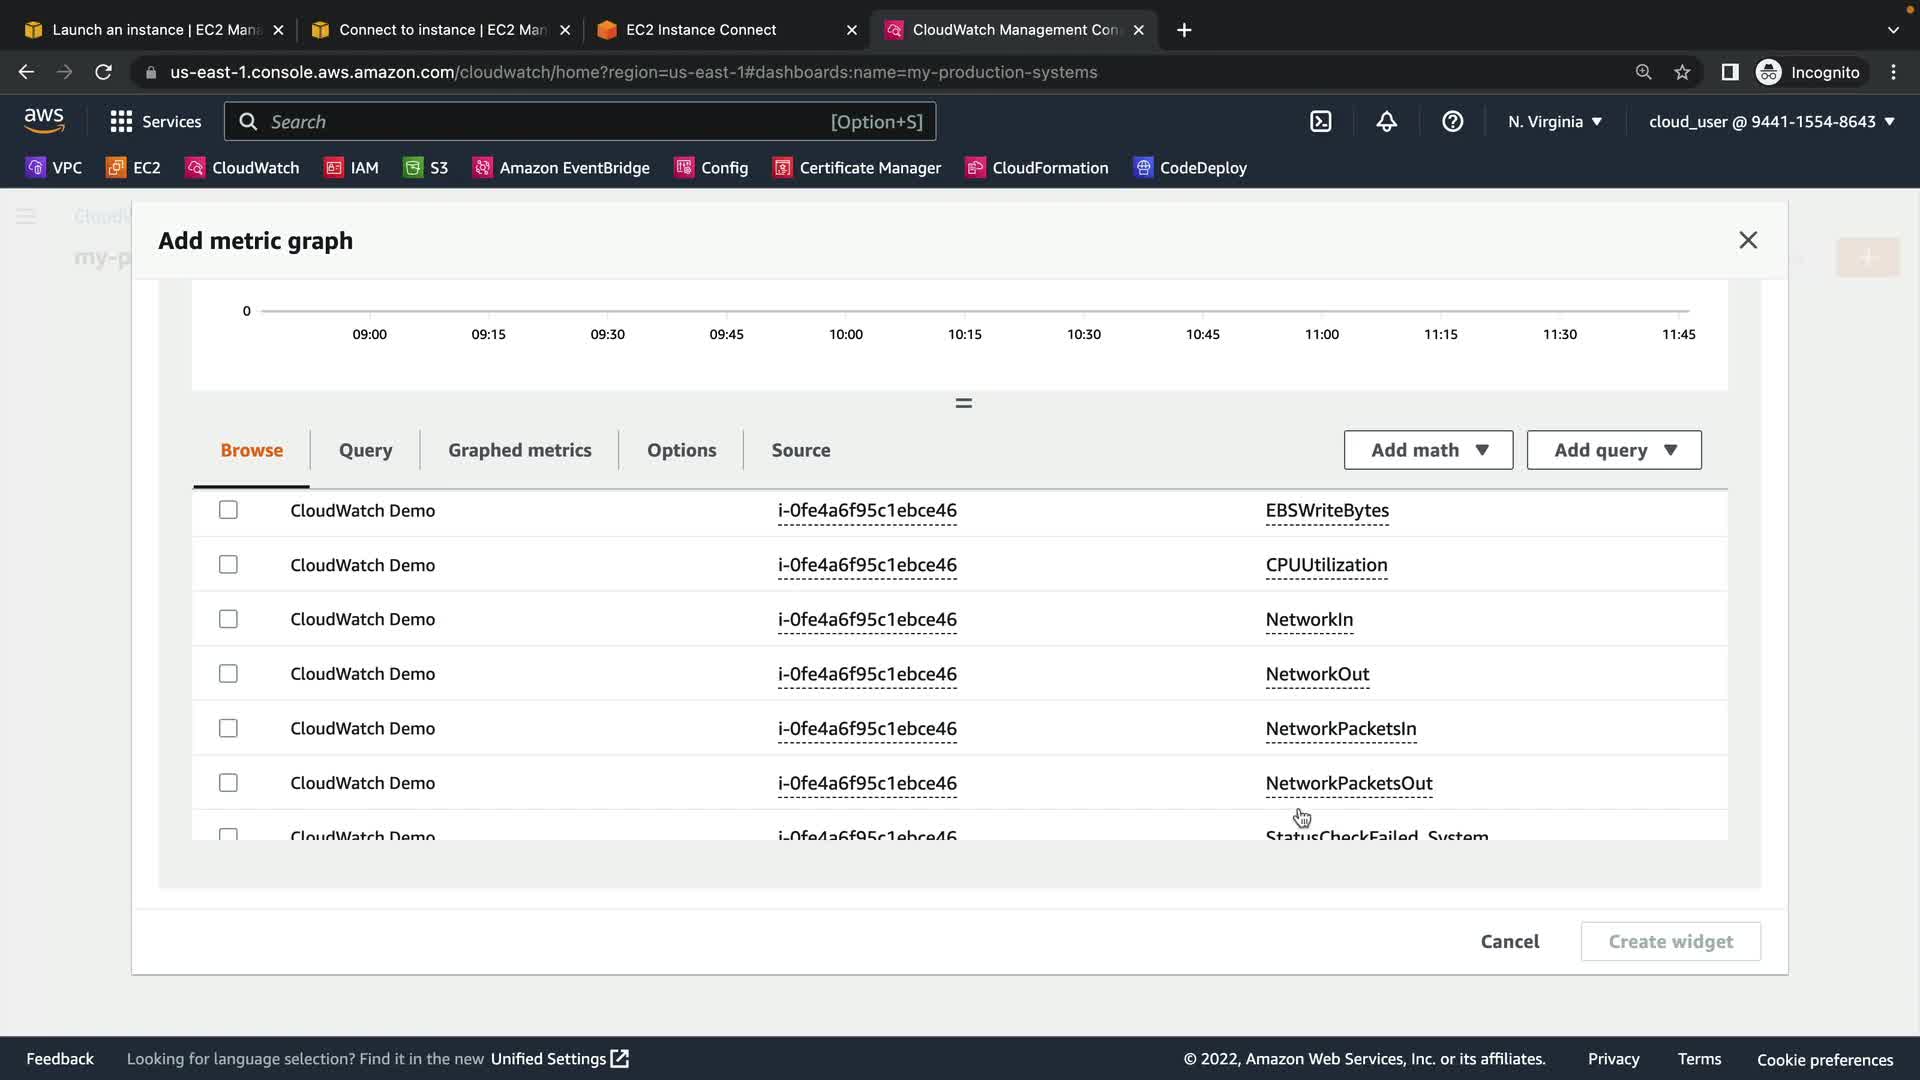 Launch an instance | EC2 Man
Connect to instance | EC2 Man
EC2 Instance Connect
CloudWatch Management Con
us-east-1.console.aws.amazon.com/cloudwatch/home?region=us-east-1#dashboards:name=my-production-systems
Incognito
aws
Services
Search
[Option+S]
N. Virginia
cloud_user @ 9441-1554-8643
VPC
EC2
CloudWatch
IAM
S3
Amazon EventBridge
Config
Certificate Manager
CloudFormation
CodeDeploy
CloudW
my-p
Add metric graph
0
09:00 09:15 09:30 09:45 10:00 10:15 10:30 10:45 11:00 11:15 11:30 11:45
Browse
Query
Graphed metrics
Options
Source
Add math
Add query
CloudWatch Demo i-0fe4a6f95c1ebce46 EBSWriteBytes
CloudWatch Demo i-0fe4a6f95c1ebce46 CPUUtilization
CloudWatch Demo i-0fe4a6f95c1ebce46 NetworkIn
CloudWatch Demo i-0fe4a6f95c1ebce46 NetworkOut
CloudWatch Demo i-0fe4a6f95c1ebce46 NetworkPacketsIn
CloudWatch Demo i-0fe4a6f95c1ebce46 NetworkPacketsOut
CloudWatch Demo i-0fe4a6f95c1ebce46 StatusCheckFailed_System
Cancel
Create widget
Feedback
Looking for language selection? Find it in the new Unified Settings
© 2022, Amazon Web Services, Inc. or its affiliates.
Privacy
Terms
Cookie preferences